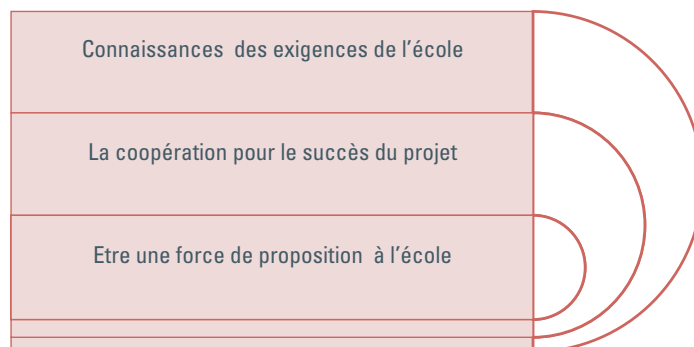 Connaissances des exigences de l'école
La coopération pour le succès du projet
Etre une force de proposition à l'école